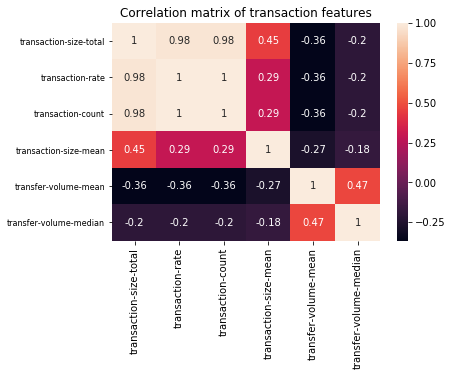 Correlation matrix of transaction features
transaction-size-total 1 0.98 0.98 0.45 -0.36 -0.2
transaction-rate 0.98 1 1 0.29 -0.36 -0.2
transaction-count 0.98 1 1 0.29 -0.36 -0.2
transaction-size-mean 0.45 0.29 0.29 1 -0.27 -0.18
transfer-volume-mean -0.36 -0.36 -0.36 -0.27 1 0.47
transfer-volume-median -0.2 -0.2 -0.2 -0.18 0.47 1
transaction-size-total
transaction-rate
transaction-count
transaction-size-mean
transfer-volume-mean
transfer-volume-median
1.00
0.75
0.50
0.25
0.00
-0.25